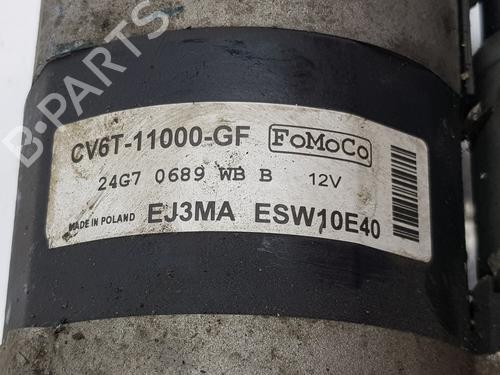 B-PARTS
CV6T-11000-GF FoMoCo
24G7 0689 WB B 12V
MADE IN POLAND EJ3MA ESW10E40